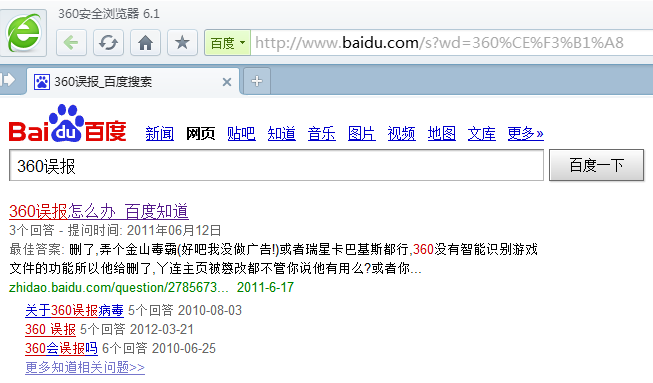 360安全浏览器 6.1
百度 http://www.baidu.com/s?wd=360%CE%F3%B1%A8
360误报_百度搜索
Bai du 百度 新闻 网页 贴吧 知道 音乐 图片 视频 地图 文库 更多»
360误报 百度一下
360误报怎么办_百度知道
3个回答 - 提问时间: 2011年06月12日
最佳答案: 删了,弄个金山毒霸(好吧我没做广告!)或者瑞星卡巴基斯都行,360没有智能识别游戏
文件的功能所以他给删了,丫连主页被篡改都不管你说他有用么?或者你...
zhidao.baidu.com/question/2785673... 2011-6-17
关于360误报病毒 5个回答 2010-08-03
360 误报 5个回答 2012-03-21
360会误报吗 6个回答 2010-06-25
更多知道相关问题>>